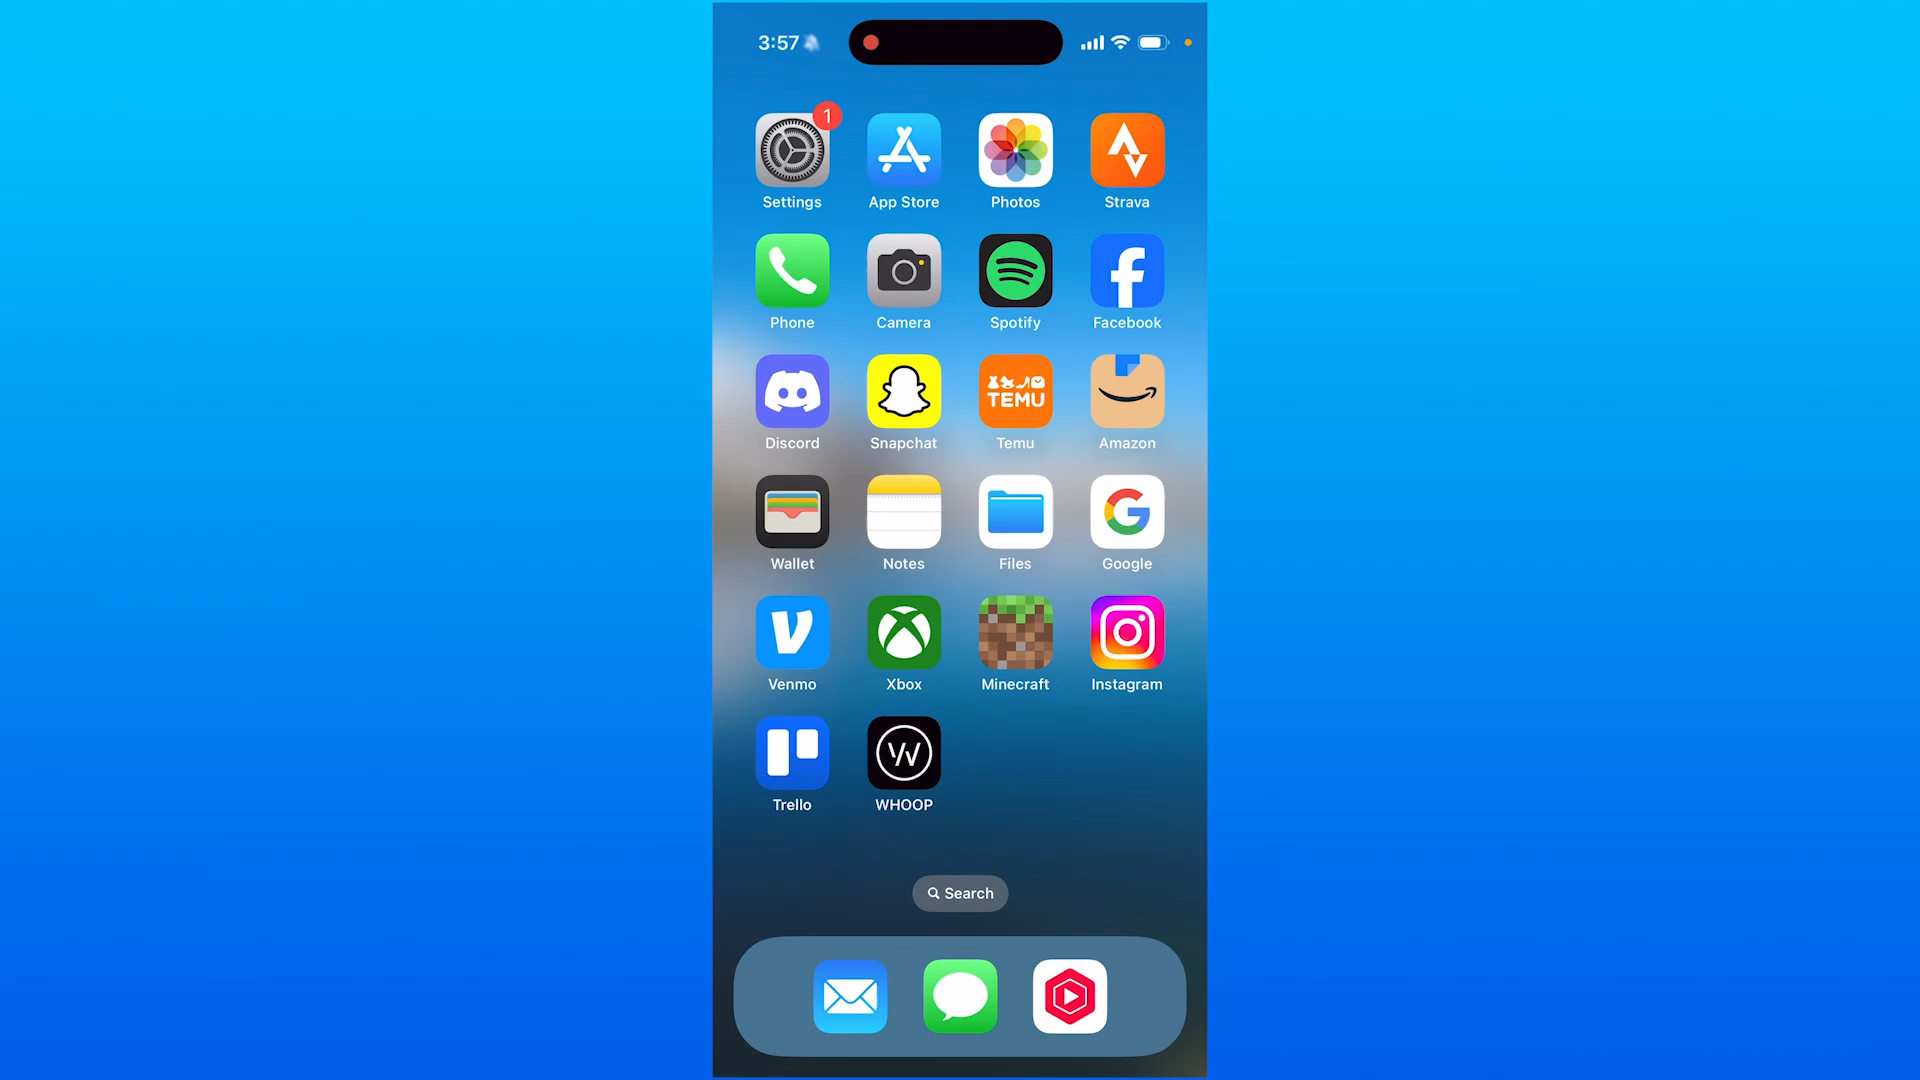 3:57
1
Settings App Store Photos Strava
Phone Camera Spotify Facebook
TEMU
Discord Snapchat Temu Amazon
Wallet Notes Files Google
Venmo Xbox Minecraft Instagram
Trello WHOOP
Search